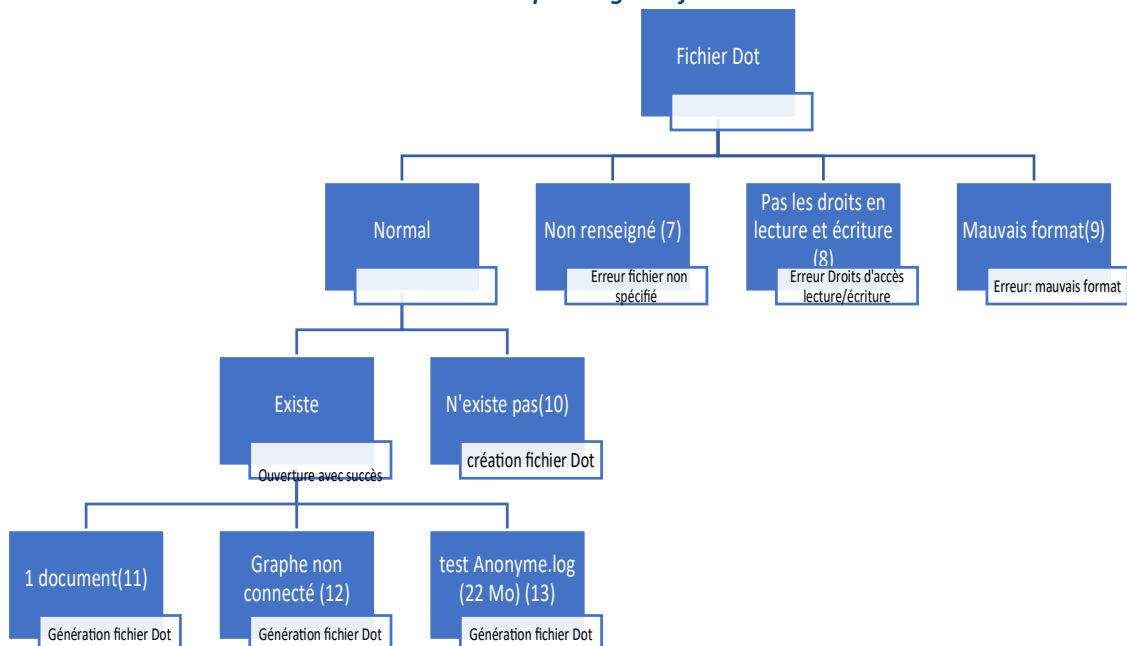 Fichier Dot
Normal
Non renseigné (7)
Erreur fichier non
spécifié
Pas les droits en
lecture et écriture
(8)
Erreur Droits d'accès
lecture/écriture
Mauvais format(9)
Erreur: mauvais format
Existe
Ouverture avec succès
N'existe pas(10)
création fichier Dot
1 document(11)
Génération fichier Dot
Graphe non
connecté (12)
Génération fichier Dot
test Anonyme.log
(22 Mo) (13)
Génération fichier Dot